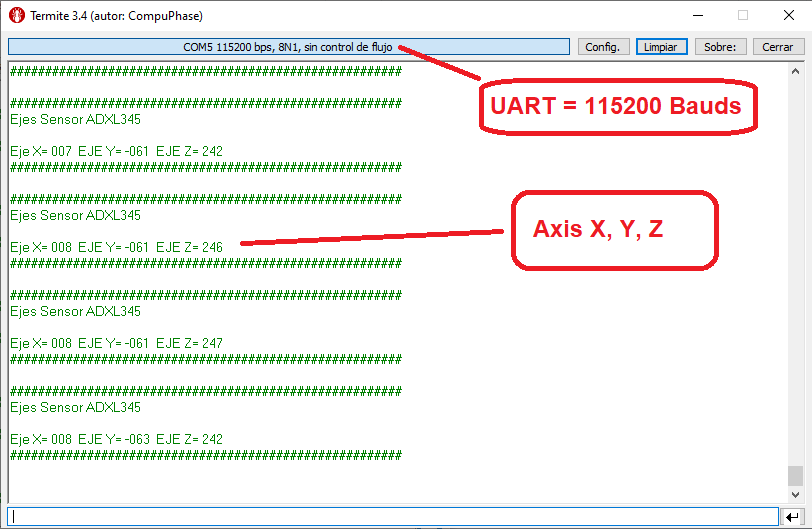 Termite 3.4 (autor: CompuPhase)
COM5 115200 bps, 8N1, sin control de flujo
Config.
Limpiar
Sobre:
Cerrar
################################################
################################################
Ejes Sensor ADXL345
Eje X= 007 EJE Y= -061 EJE Z= 242
################################################
################################################
Ejes Sensor ADXL345
Eje X= 008 EJE Y= -061 EJE Z= 246
################################################
################################################
Ejes Sensor ADXL345
Eje X= 008 EJE Y= -061 EJE Z= 247
################################################
################################################
Ejes Sensor ADXL345
Eje X= 008 EJE Y= -063 EJE Z= 242
################################################
UART = 115200 Bauds
Axis X, Y, Z